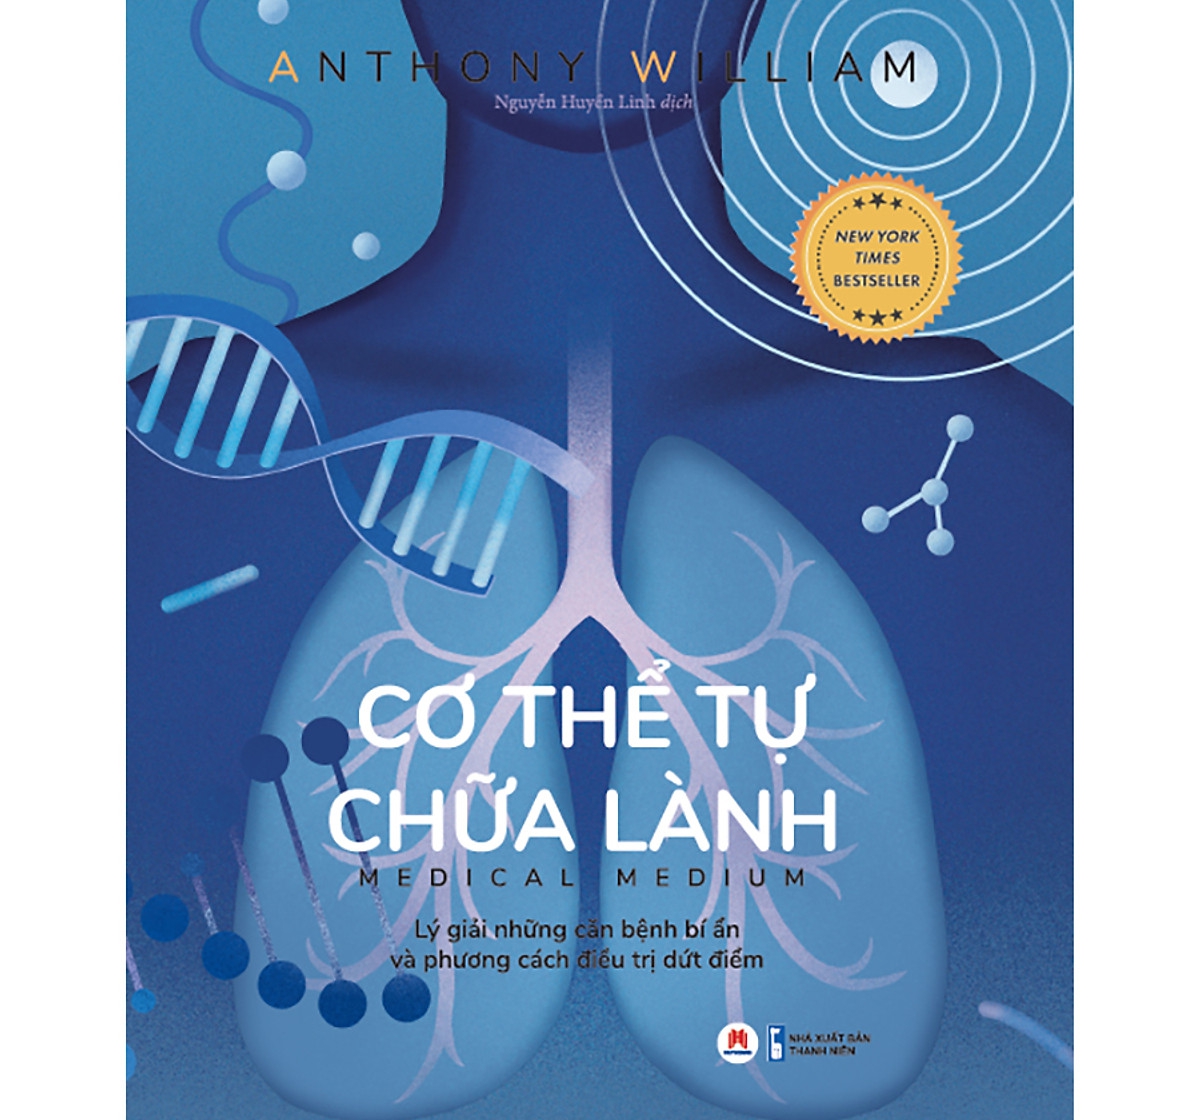 ANTHONY WILLIAM
Nguyễn Huyền Linh dịch
NEW YORK
TIMES
BESTSELLER
CƠ THỂ TỰ
CHỮA LÀNH
MEDICAL MEDIUM
Lý giải những căn bệnh bí ẩn
và phương cách điều trị dứt điểm
NHÀ XUẤT BẢN
THANH NIÊN